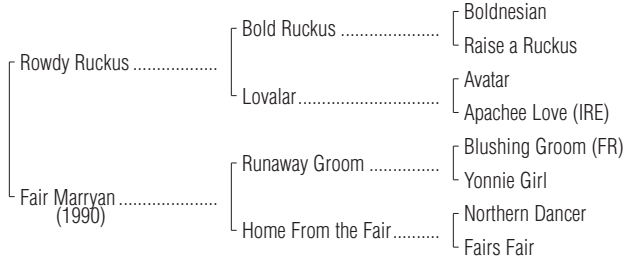 Boldnesian
Bold Ruckus ....................
Raise a Ruckus
Rowdy Ruckus .................
Avatar
Lovalar.............................
Apachee Love (IRE)
Blushing Groom (FR)
Runaway Groom ..............
Yonnie Girl
Fair Marryan ....................
(1990)
Northern Dancer
Home From the Fair..........
Fairs Fair